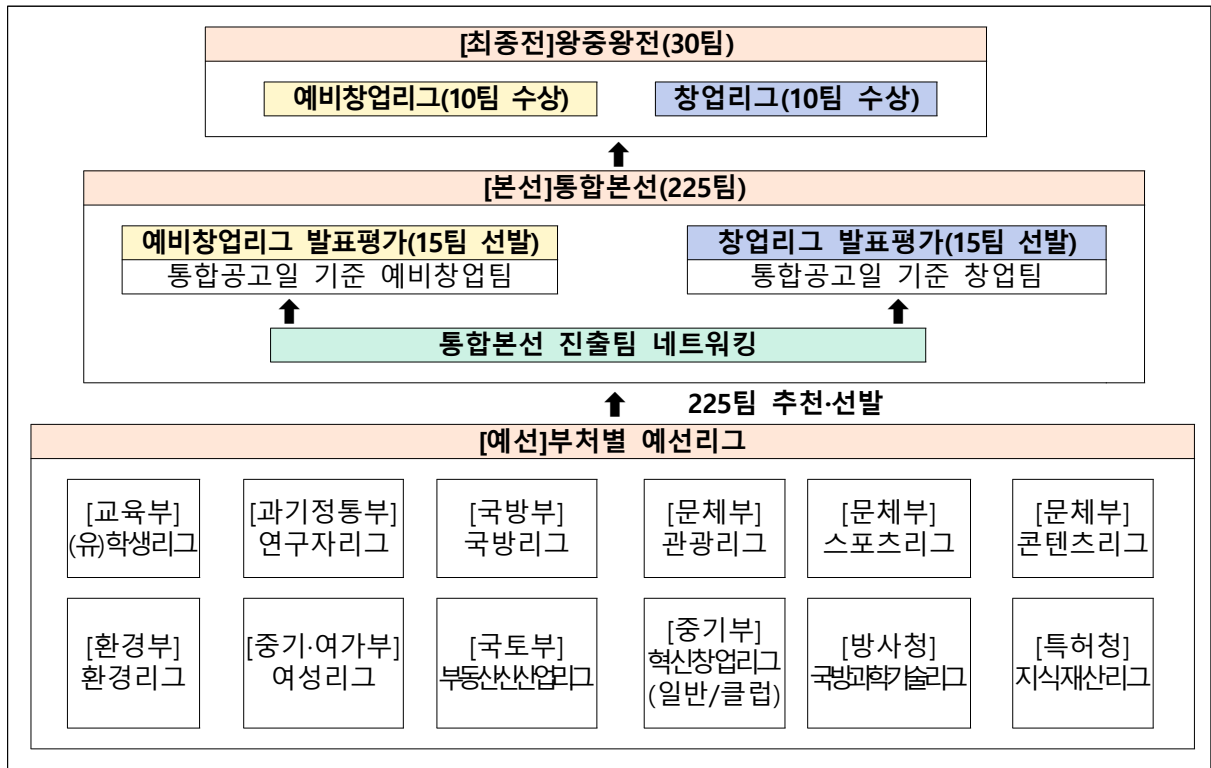 [최종전]왕중왕전(30팀)
예비창업리그(10팀 수상)
창업리그(10팀 수상)
[본선]통합본선(225팀)
예비창업리그 발표평가(15팀 선발)
통합공고일 기준 예비창업팀
창업리그 발표평가(15팀 선발)
통합공고일 기준 창업팀
통합본선 진출팀 네트워킹
225팀 추천·선발
[예선]부처별 예선리그
[교육부]
(유)학생리그
[과기정통부]
연구자리그
[국방부]
국방리그
[문체부]
관광리그
[문체부]
스포츠리그
[문체부]
콘텐츠리그
[환경부]
환경리그
[중기·여가부]
여성리그
[국토부]
부동산신산업리그
[중기부]
혁신창업리그
(일반/클럽)
[방사청]
국방과학기술리그
[특허청]
지식재산리그